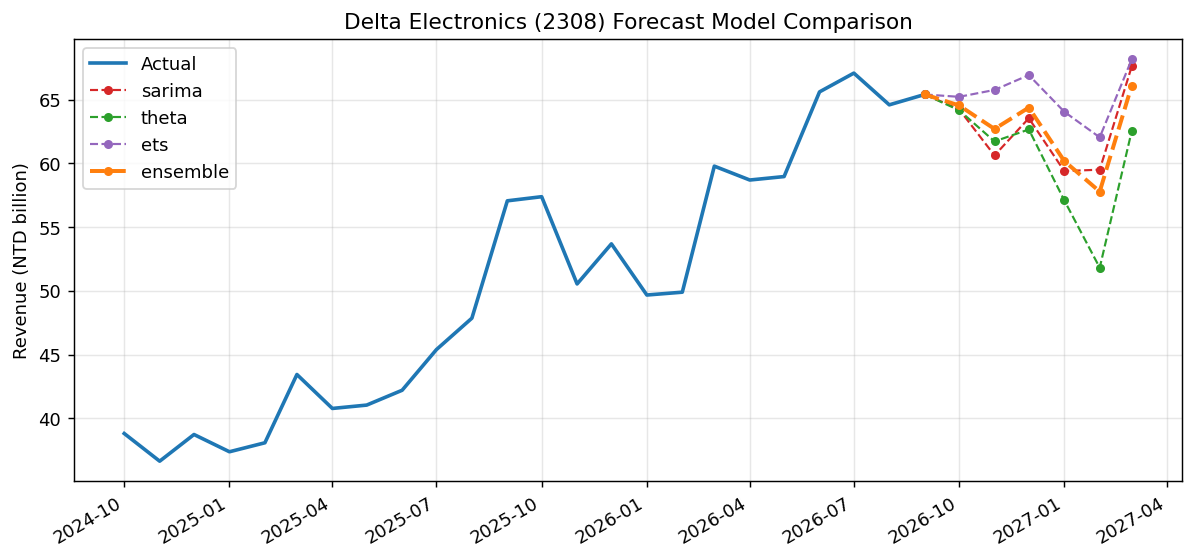 Delta Electronics (2308) Forecast Model Comparison
Actual
sarima
theta
ets
ensemble
Revenue (NTD billion)
65
60
55
50
45
40
2024-10
2025-01
2025-04
2025-07
2025-10
2026-01
2026-04
2026-07
2026-10
2027-01
2027-04